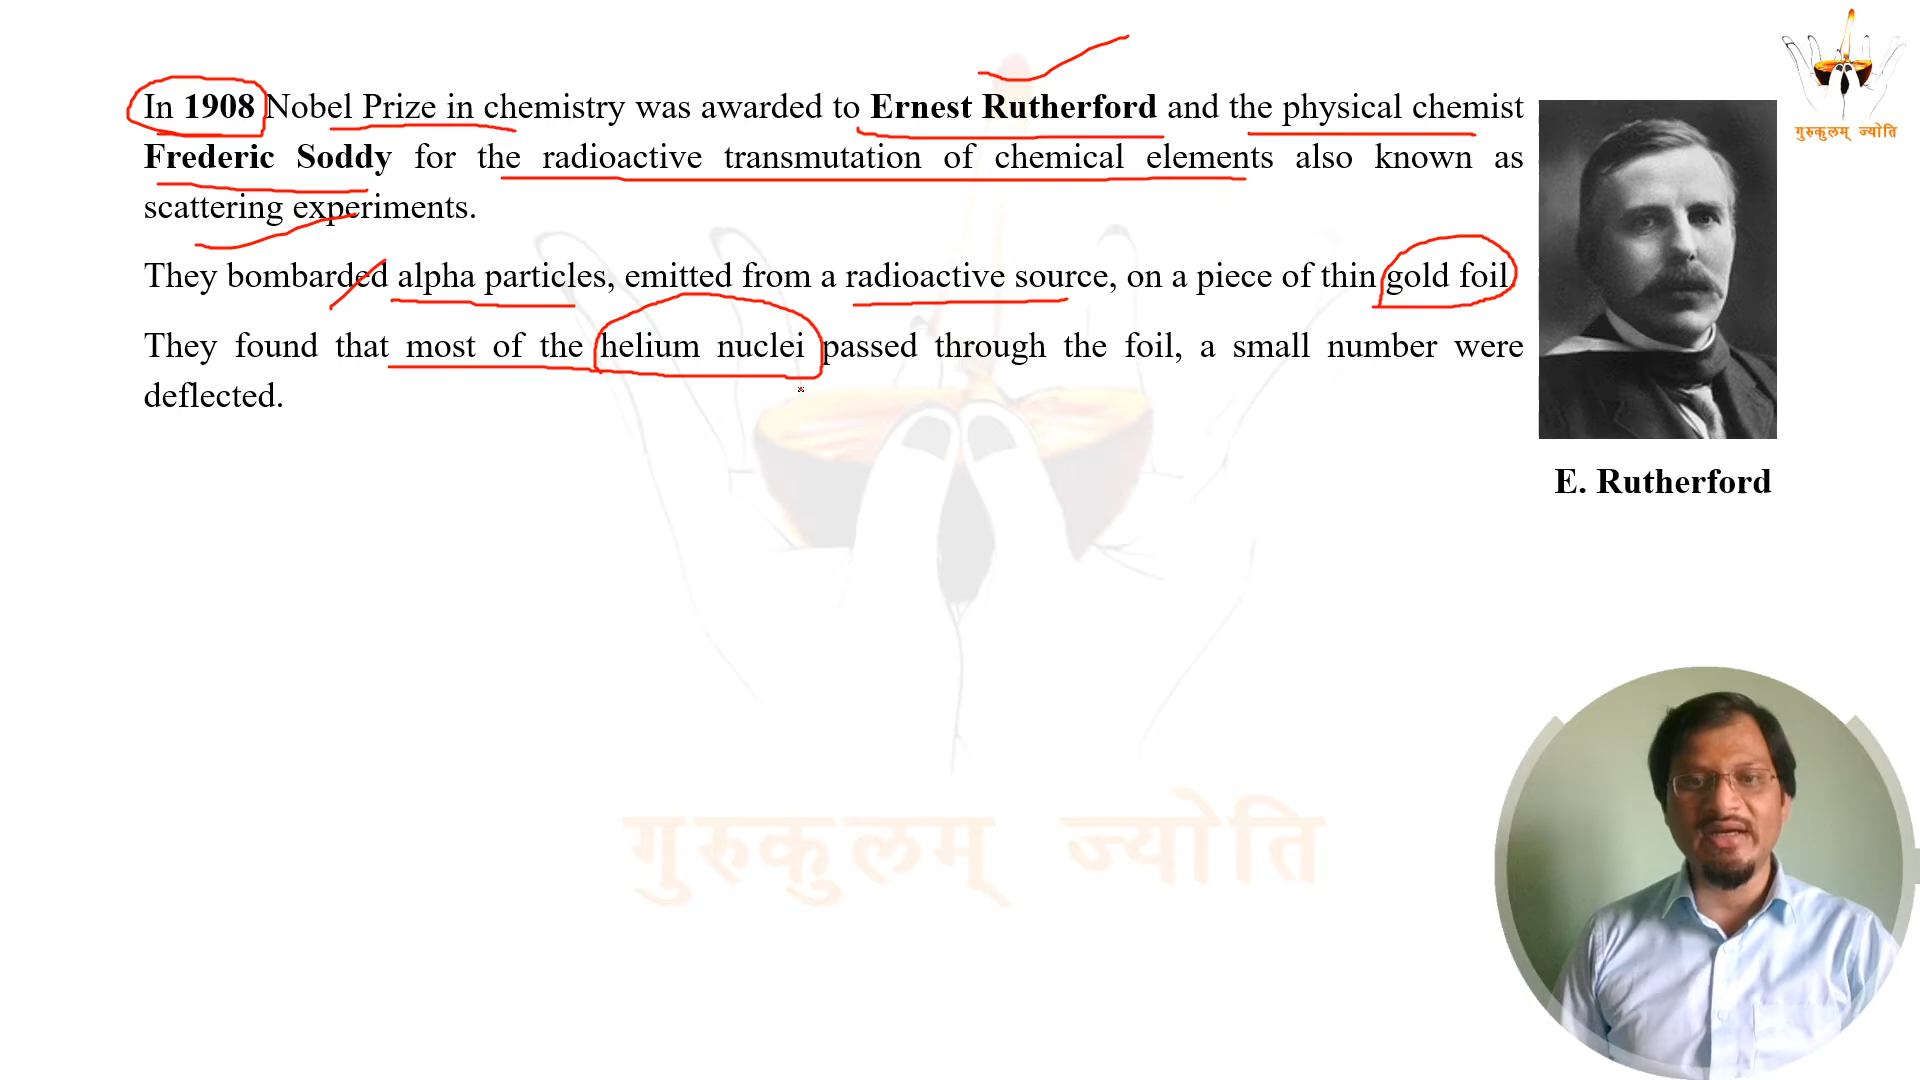 In 1908 Nobel Prize in chemistry was awarded to Ernest Rutherford and the physical chemist
Frederic Soddy for the radioactive transmutation of chemical elements also known as
scattering experiments.
They bombarded alpha particles, emitted from a radioactive source, on a piece of thin gold foil.
They found that most of the helium nuclei passed through the foil, a small number were
deflected.
गुरुकुलम् ज्योति
E. Rutherford
गुरुकुलम् ज्योति